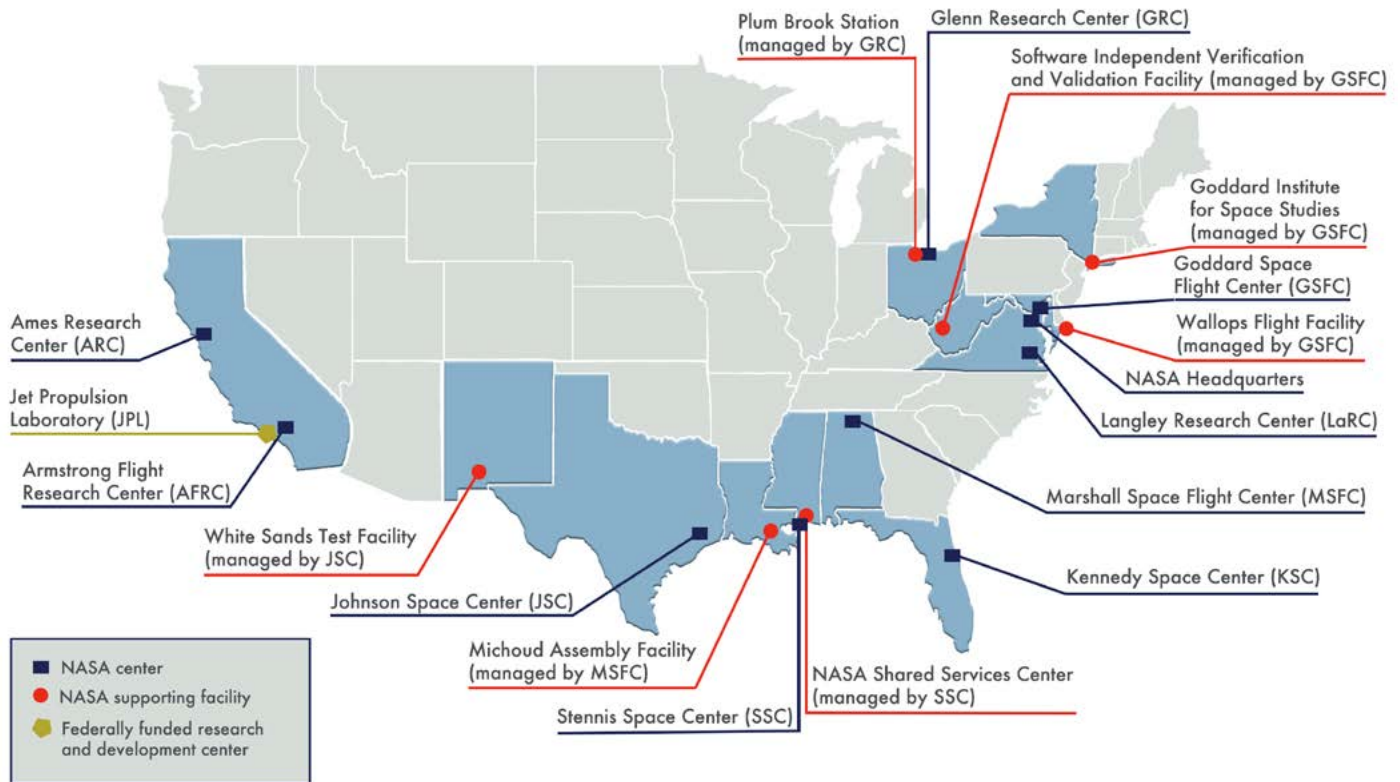 Plum Brook Station
(managed by GRC)
Glenn Research Center (GRC)
Software Independent Verification
and Validation Facility (managed by GSFC)
Goddard Institute
for Space Studies
(managed by GSFC)
Goddard Space
Flight Center (GSFC)
Wallops Flight Facility
(managed by GSFC)
NASA Headquarters
Langley Research Center (LaRC)
Marshall Space Flight Center (MSFC)
Kennedy Space Center (KSC)
Ames Research
Center (ARC)
Jet Propulsion
Laboratory (JPL)
Armstrong Flight
Research Center (AFRC)
White Sands Test Facility
(managed by JSC)
Johnson Space Center (JSC)
Michoud Assembly Facility
(managed by MSFC)
Stennis Space Center (SSC)
NASA Shared Services Center
(managed by SSC)
NASA center
NASA supporting facility
Federally funded research
and development center